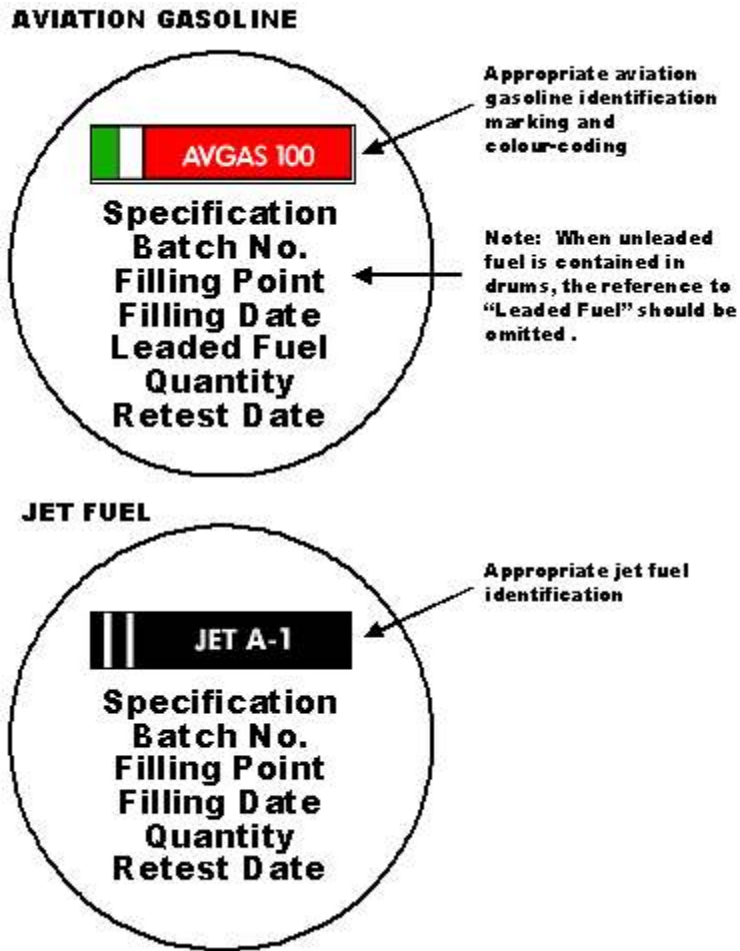 AVIATION GASOLINE
Appropriate aviation
gasoline identification
marking and
colour-coding
AVGAS 100
Specification
Batch No.
Filling Point
Filling Date
Leaded Fuel
Quantity
Retest Date
Note: When unleaded
fuel is contained in
drums, the reference to
“Leaded Fuel” should be
omitted .
JET FUEL
Appropriate jet fuel
identification
JET A-1
Specification
Batch No.
Filling Point
Filling Date
Quantity
Retest Date